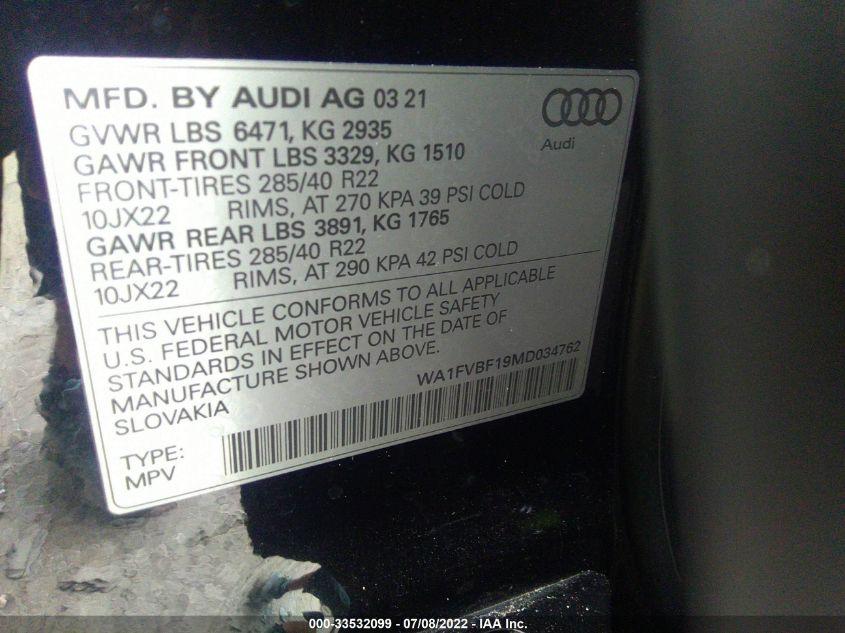 MFD. BY AUDI AG 03 21
Audi
GVWR LBS 6471, KG 2935
GAWR FRONT LBS 3329, KG 1510
FRONT-TIRES 285/40 R22
10JX22 RIMS, AT 270 KPA 39 PSI COLD
GAWR REAR LBS 3891, KG 1765
REAR-TIRES 285/40 R22
10JX22 RIMS, AT 290 KPA 42 PSI COLD
THIS VEHICLE CONFORMS TO ALL APPLICABLE
U.S. FEDERAL MOTOR VEHICLE SAFETY
STANDARDS IN EFFECT ON THE DATE OF
MANUFACTURE SHOWN ABOVE.
SLOVAKIA
WA1FVBF19MD034762
TYPE:
MPV
000-33532099 - 07/08/2022 - IAA Inc.